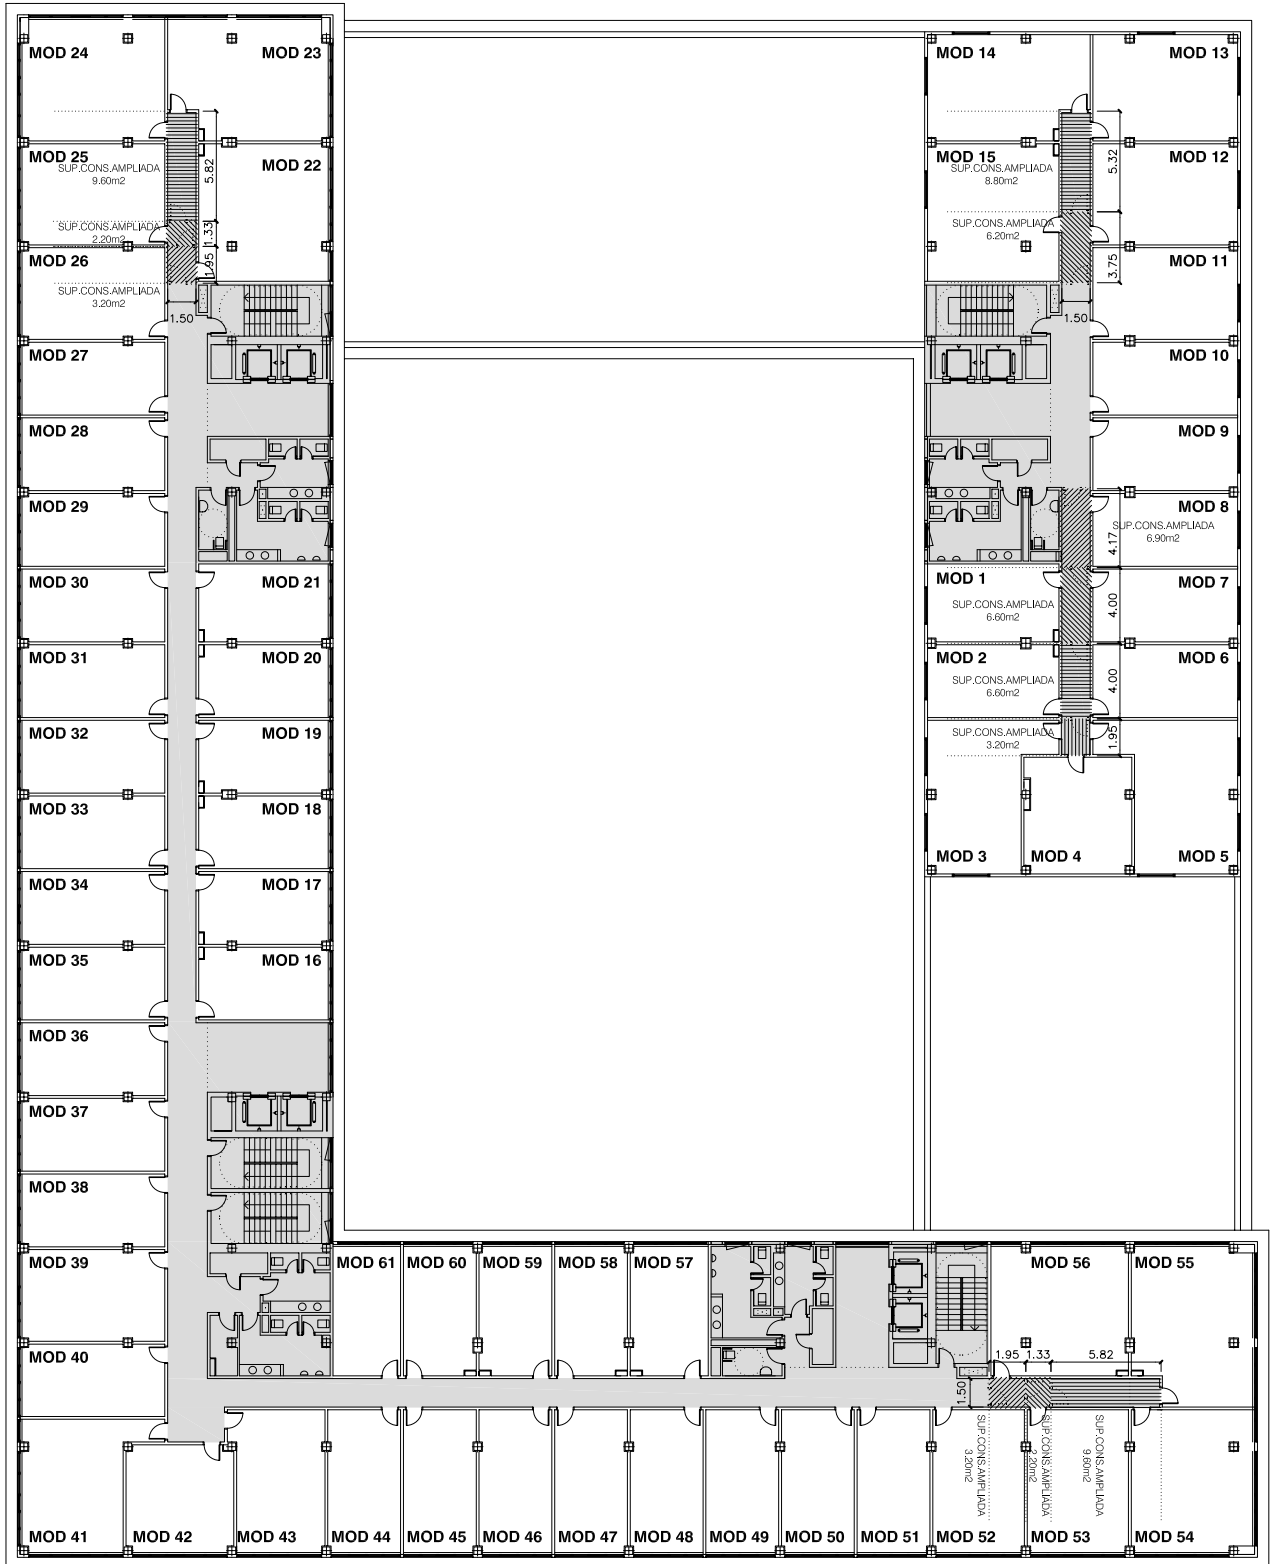 MOD 24
MOD 23
MOD 14
MOD 13
MOD 25
SUP.CONS.AMPLIADA
9.60m2
5.82
MOD 22
MOD 15
SUP.CONS.AMPLIADA
8.80m2
5.32
MOD 12
SUP.CONS.AMPLIADA
2.20m2
1.33
SUP.CONS.AMPLIADA
6.20m2
MOD 26
1.95
3.75
MOD 11
SUP.CONS.AMPLIADA
3.20m2
1.50
1.50
MOD 27
MOD 10
MOD 28
MOD 9
MOD 29
MOD 8
SUP.CONS.AMPLIADA
6.90m2
4.17
MOD 30
MOD 21
MOD 1
MOD 7
SUP.CONS.AMPLIADA
6.60m2
4.00
MOD 31
MOD 20
MOD 2
MOD 6
SUP.CONS.AMPLIADA
6.60m2
4.00
MOD 32
MOD 19
SUP.CONS.AMPLIADA
3.20m2
1.95
MOD 33
MOD 18
MOD 3
MOD 4
MOD 5
MOD 34
MOD 17
MOD 35
MOD 16
MOD 36
MOD 37
MOD 38
MOD 39
MOD 61
MOD 60
MOD 59
MOD 58
MOD 57
MOD 56
MOD 55
MOD 40
1.95
1.33
5.82
1.50
SUP.CONS.AMPLIADA
3.20m2
SUP.CONS.AMPLIADA
2.20m2
SUP.CONS.AMPLIADA
9.60m2
MOD 41
MOD 42
MOD 43
MOD 44
MOD 45
MOD 46
MOD 47
MOD 48
MOD 49
MOD 50
MOD 51
MOD 52
MOD 53
MOD 54